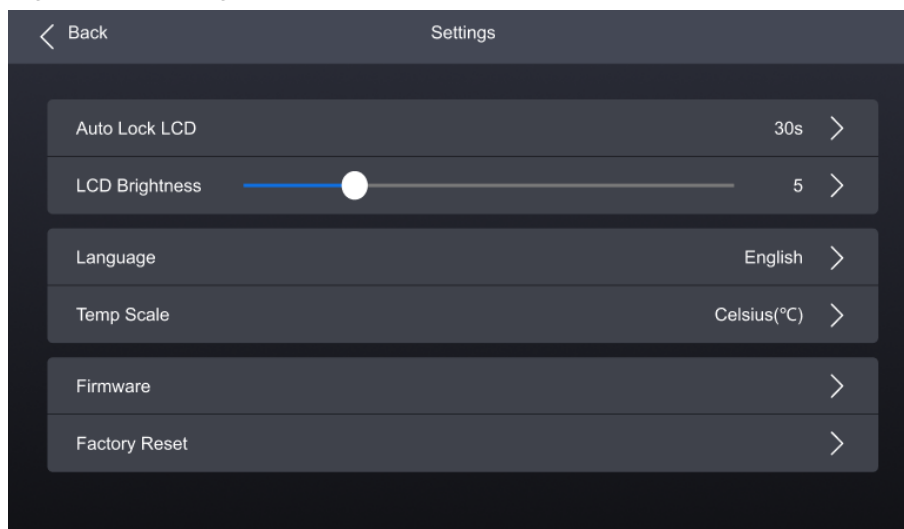 Back
Settings
Auto Lock LCD 30s
LCD Brightness 5
Language English
Temp Scale Celsius(℃)
Firmware
Factory Reset